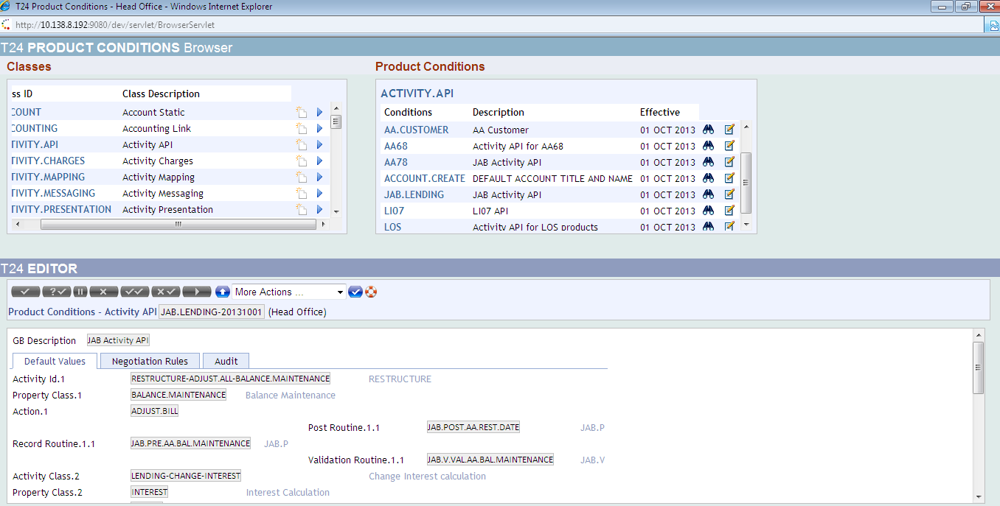 T24 Product Conditions - Head Office - Windows Internet Explorer
http://10.138.8.192:9080/dev/servlet/BrowserServlet
T24 PRODUCT CONDITIONS Browser
Classes
ss ID Class Description
COUNT Account Static
COUNTING Accounting Link
TIVITY.API Activity API
TIVITY.CHARGES Activity Charges
TIVITY.MAPPING Activity Mapping
TIVITY.MESSAGING Activity Messaging
TIVITY.PRESENTATION Activity Presentation
Product Conditions
ACTIVITY.API
Conditions Description Effective
AA.CUSTOMER AA Customer 01 OCT 2013
AA68 Activity API for AA68 01 OCT 2013
AA78 JAB Activity API 01 OCT 2013
ACCOUNT.CREATE DEFAULT ACCOUNT TITLE AND NAME 01 OCT 2013
JAB.LENDING JAB Activity API 01 OCT 2013
LI07 LI07 API 01 OCT 2013
LOS Activity API for LOS products 01 OCT 2013
T24 EDITOR
More Actions ...
Product Conditions - Activity API JAB.LENDING-20131001 (Head Office)
GB Description JAB Activity API
Default Values Negotiation Rules Audit
Activity Id.1 RESTRUCTURE-ADJUST.ALL-BALANCE.MAINTENANCE RESTRUCTURE
Property Class.1 BALANCE.MAINTENANCE Balance Maintenance
Action.1 ADJUST.BILL
Post Routine.1.1 JAB.POST.AA.REST.DATE JAB.P
Record Routine.1.1 JAB.PRE.AA.BAL.MAINTENANCE JAB.P
Validation Routine.1.1 JAB.V.VAL.AA.BAL.MAINTENANCE JAB.V
Activity Class.2 LENDING-CHANGE-INTEREST Change Interest calculation
Property Class.2 INTEREST Interest Calculation